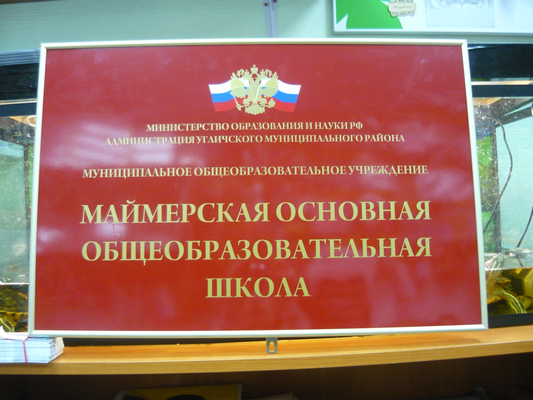 МИНИСТЕРСТВО ОБРАЗОВАНИЯ И НАУКИ РФ
АДМИНИСТРАЦИЯ УГЛИЧСКОГО МУНИЦИПАЛЬНОГО РАЙОНА
МУНИЦИПАЛЬНОЕ ОБЩЕОБРАЗОВАТЕЛЬНОЕ УЧРЕЖДЕНИЕ
МАЙМЕРСКАЯ ОСНОВНАЯ
ОБЩЕОБРАЗОВАТЕЛЬНАЯ
ШКОЛА